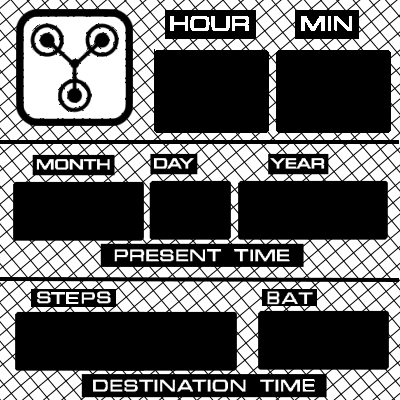 HOUR MIN
MONTH DAY YEAR
PRESENT TIME
STEPS BAT
DESTINATION TIME